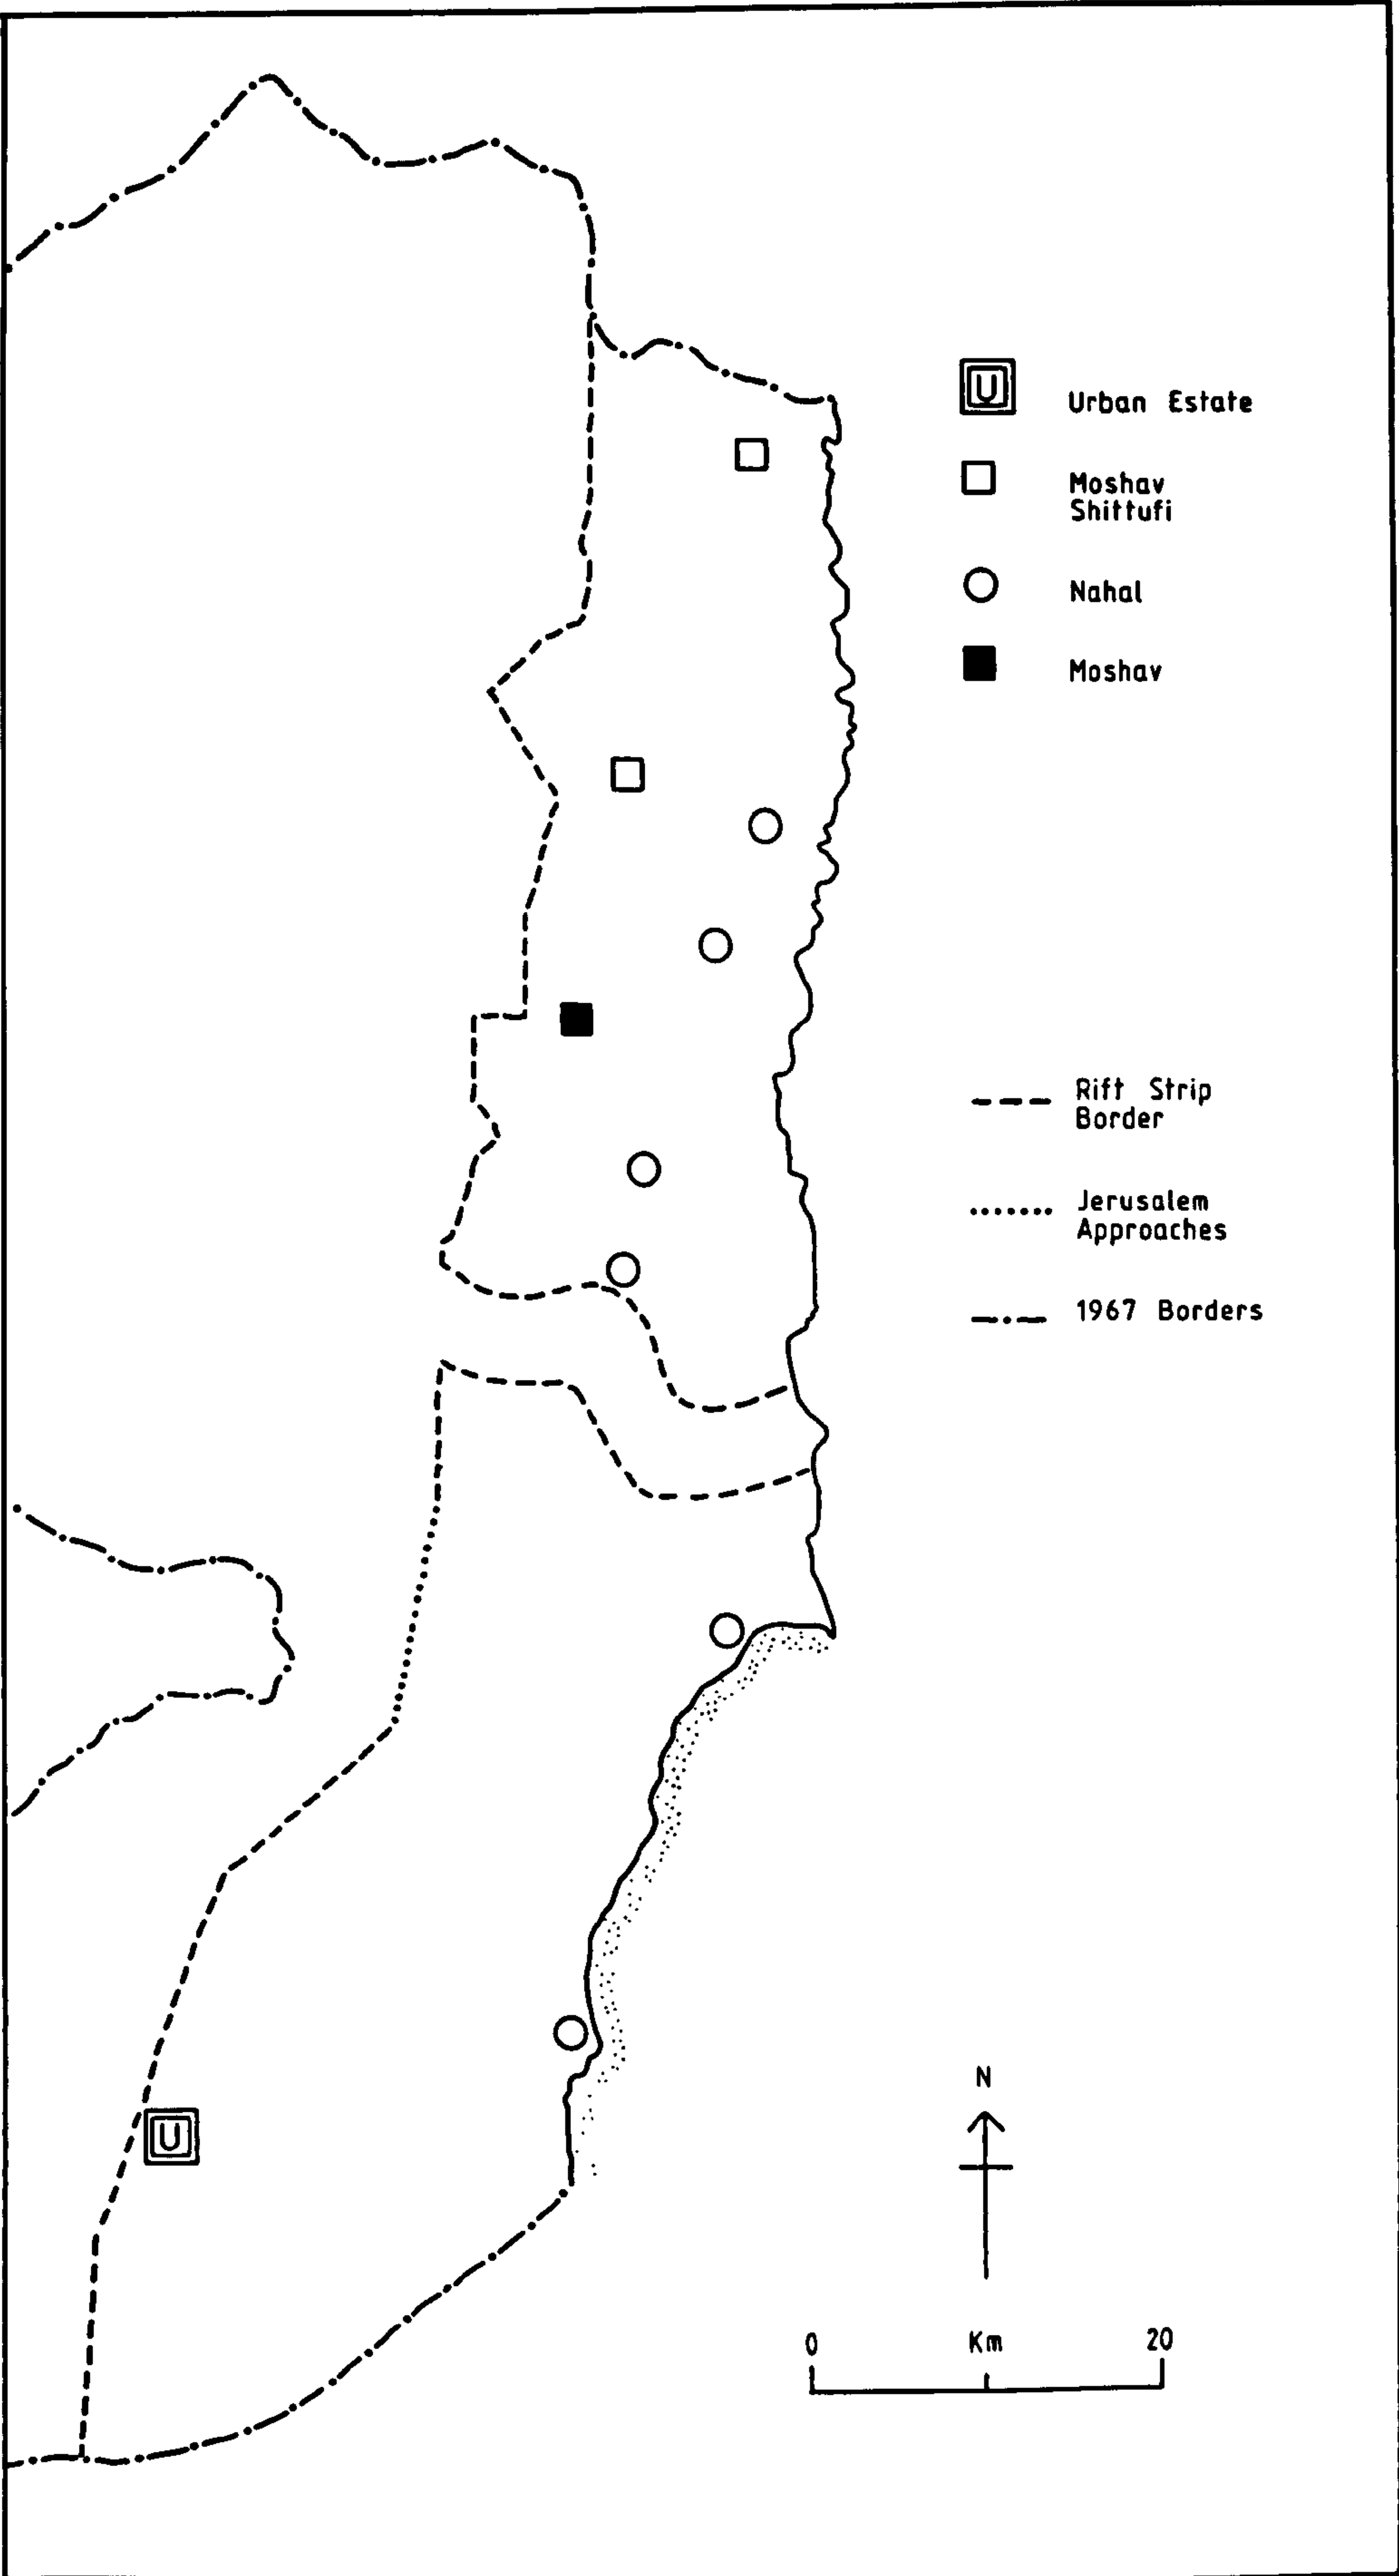 U
Urban Estate
Moshav
Shittufi
Nahal
Moshav
Rift Strip
Border
Jerusalem
Approaches
1967 Borders
U
N
0 Km 20